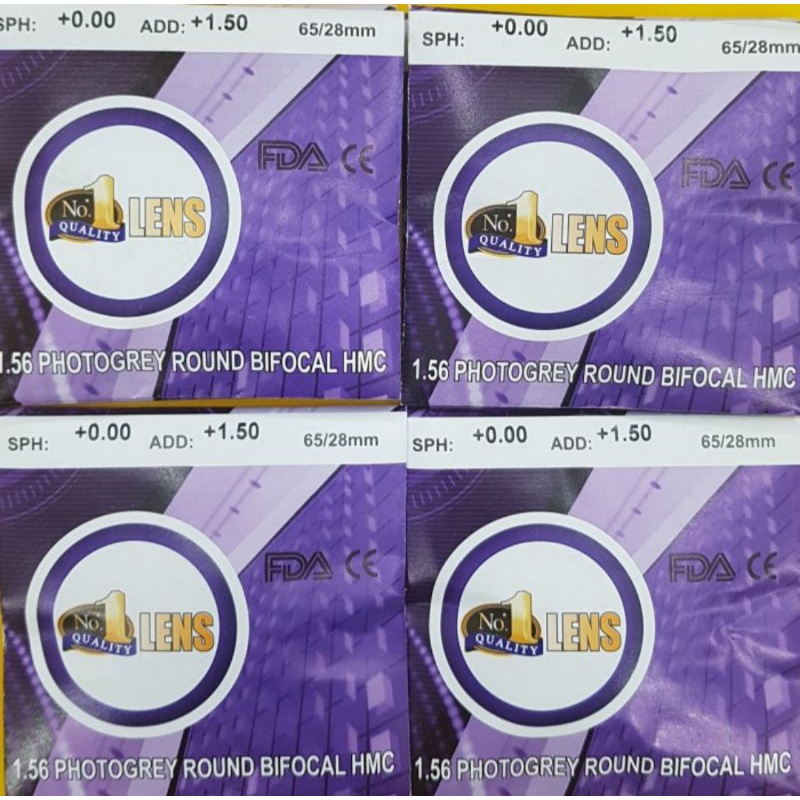 SPH: +0.00 ADD: +1.50 65/28mm
FDA CE
No.1 LENS
QUALITY
1.56 PHOTOGREY ROUND BIFOCAL HMC
SPH: +0.00 ADD: +1.50 65/28mm
FDA CE
No.1 LENS
QUALITY
1.56 PHOTOGREY ROUND BIFOCAL HMC
SPH: +0.00 ADD: +1.50 65/28mm
FDA CE
No.1 LENS
QUALITY
1.56 PHOTOGREY ROUND BIFOCAL HMC
SPH: +0.00 ADD: +1.50 65/28mm
FDA CE
No.1 LENS
QUALITY
1.56 PHOTOGREY ROUND BIFOCAL HMC